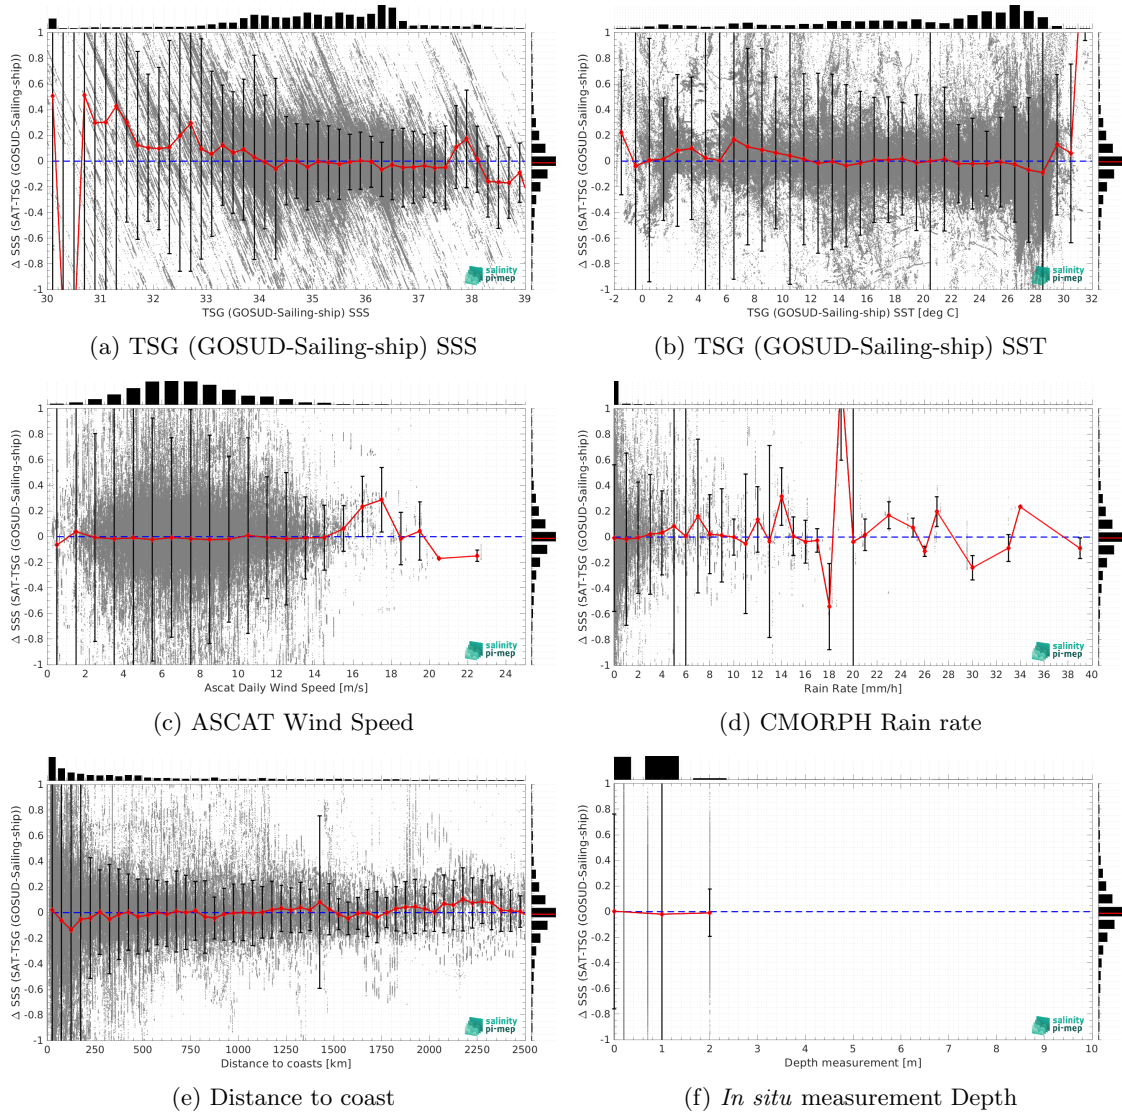 Δ SSS (SAT-TSG (GOSUD-Sailing-ship))
1
0.8
0.6
0.4
0.2
0
-0.2
-0.4
-0.6
-0.8
-1
30 31 32 33 34 35 36 37 38 39
TSG (GOSUD-Sailing-ship) SSS
salinity
pi-mep
(a) TSG (GOSUD-Sailing-ship) SSS
Δ SSS (SAT-TSG (GOSUD-Sailing-ship))
1
0.8
0.6
0.4
0.2
0
-0.2
-0.4
-0.6
-0.8
-1
-2 0 2 4 6 8 10 12 14 16 18 20 22 24 26 28 30 32
TSG (GOSUD-Sailing-ship) SST [deg C]
salinity
pi-mep
(b) TSG (GOSUD-Sailing-ship) SST
Δ SSS (SAT-TSG (GOSUD-Sailing-ship))
1
0.8
0.6
0.4
0.2
0
-0.2
-0.4
-0.6
-0.8
-1
0 2 4 6 8 10 12 14 16 18 20 22 24
Ascat Daily Wind Speed [m/s]
salinity
pi-mep
(c) ASCAT Wind Speed
Δ SSS (SAT-TSG (GOSUD-Sailing-ship))
1
0.8
0.6
0.4
0.2
0
-0.2
-0.4
-0.6
-0.8
-1
0 2 4 6 8 10 12 14 16 18 20 22 24 26 28 30 32 34 36 38 40
Rain Rate [mm/h]
salinity
pi-mep
(d) CMORPH Rain rate
Δ SSS (SAT-TSG (GOSUD-Sailing-ship))
1
0.8
0.6
0.4
0.2
0
-0.2
-0.4
-0.6
-0.8
-1
0 250 500 750 1000 1250 1500 1750 2000 2250 2500
Distance to coasts [km]
salinity
pi-mep
(e) Distance to coast
Δ SSS (SAT-TSG (GOSUD-Sailing-ship))
1
0.8
0.6
0.4
0.2
0
-0.2
-0.4
-0.6
-0.8
-1
0 1 2 3 4 5 6 7 8 9 10
Depth measurement [m]
salinity
pi-mep
(f) In situ measurement Depth